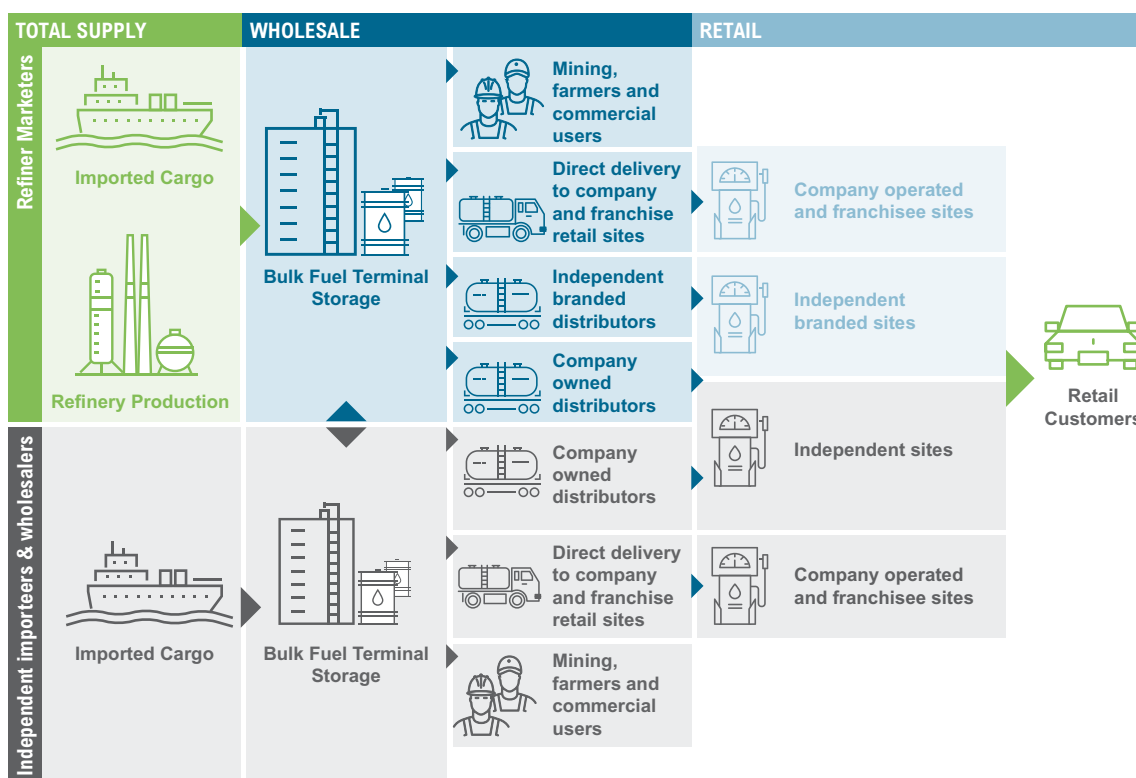 TOTAL SUPPLY
WHOLESALE
RETAIL
Refiner Marketers
Imported Cargo
Refinery Production
Bulk Fuel Terminal
Storage
Mining,
farmers and
commercial
users
Direct delivery
to company
and franchise
retail sites
Independent
branded
distributors
Company
owned
distributors
Company operated
and franchisee sites
Independent
branded sites
Independent importeers & wholesalers
Imported Cargo
Bulk Fuel Terminal
Storage
Company
owned
distributors
Direct delivery
to company
and franchise
retail sites
Mining,
farmers and
commercial
users
Independent sites
Company operated
and franchisee sites
Retail
Customers